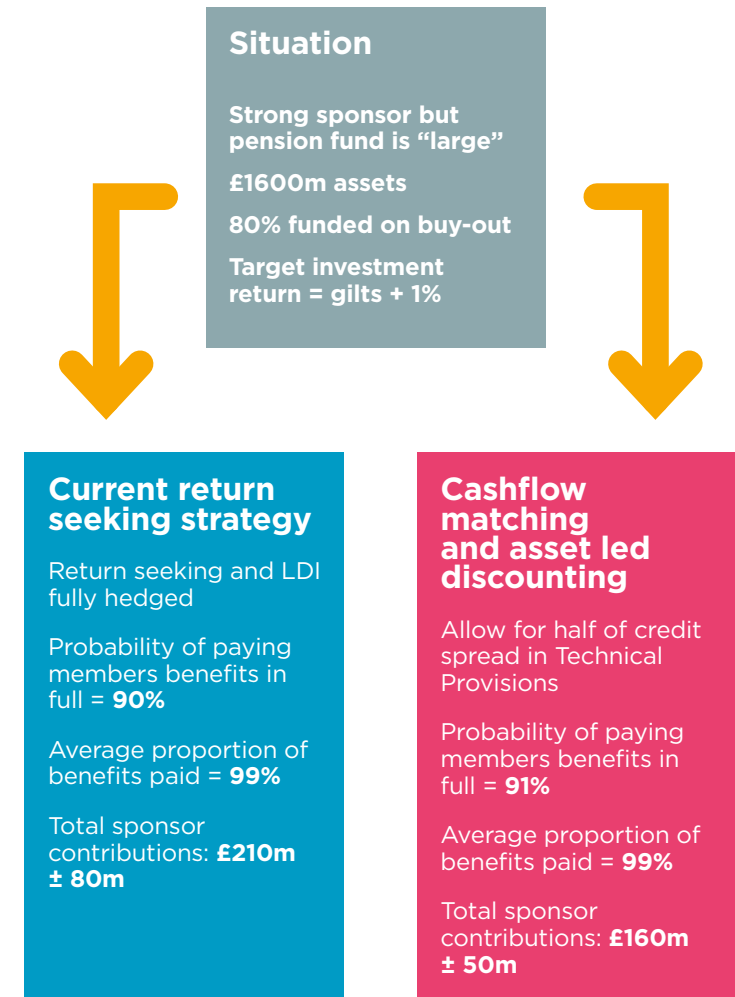 Situation
Strong sponsor but
pension fund is “large”
£1600m assets
80% funded on buy-out
Target investment
return = gilts + 1%
Current return
seeking strategy
Return seeking and LDI
fully hedged
Probability of paying
members benefits in
full = 90%
Average proportion of
benefits paid = 99%
Total sponsor
contributions: £210m
± 80m
Cashflow
matching
and asset led
discounting
Allow for half of credit
spread in Technical
Provisions
Probability of paying
members benefits in
full = 91%
Average proportion of
benefits paid = 99%
Total sponsor
contributions: £160m
± 50m